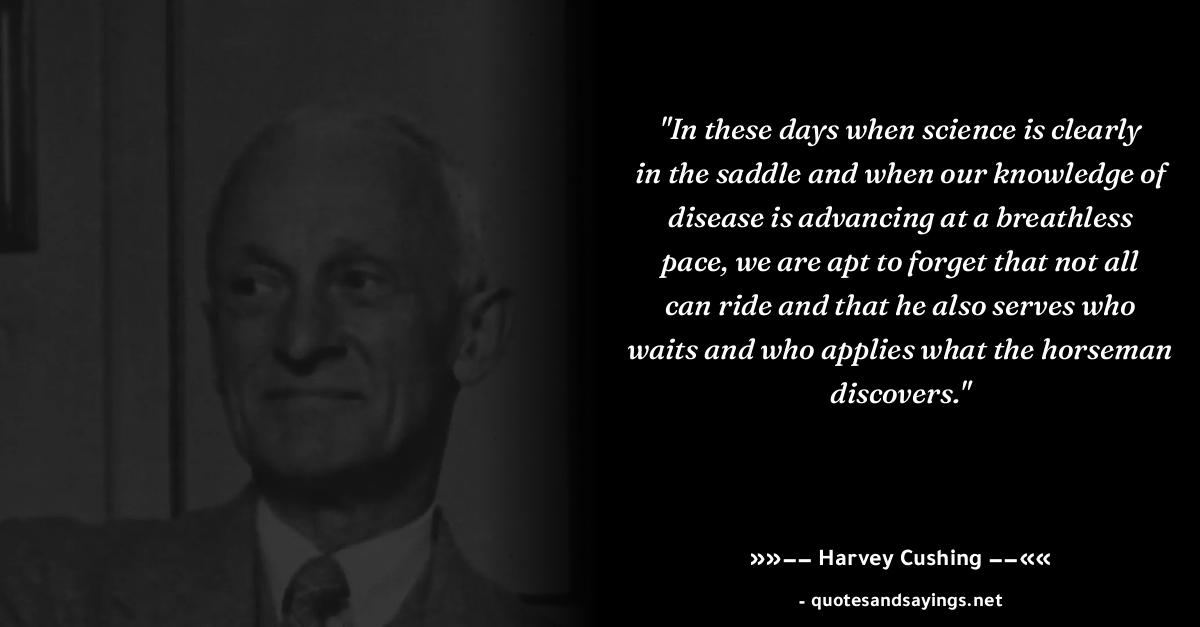 "In these days when science is clearly
in the saddle and when our knowledge of
disease is advancing at a breathless
pace, we are apt to forget that not all
can ride and that he also serves who
waits and who applies what the horseman
discovers."
»»−− Harvey Cushing −−««
- quotesandsayings.net